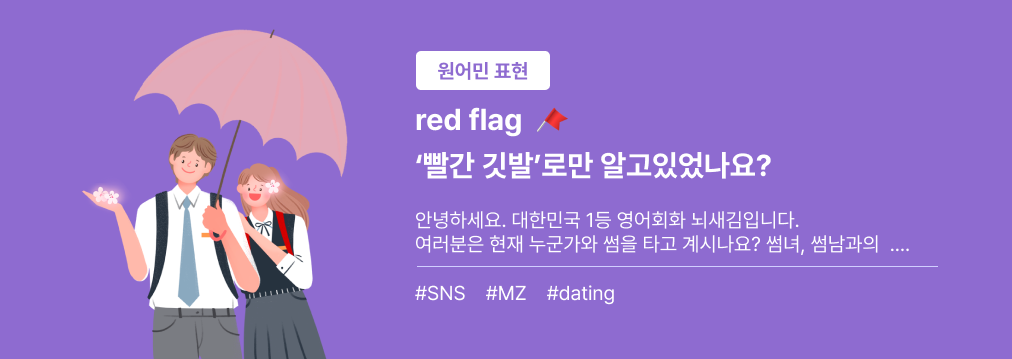 원어민 표현
red flag
‘빨간 깃발’로만 알고있었나요?
안녕하세요. 대한민국 1등 영어회화 뇌새김입니다.
여러분은 현재 누군가와 썸을 타고 계시나요? 썸녀, 썸남과의 ....
#SNS #MZ #dating